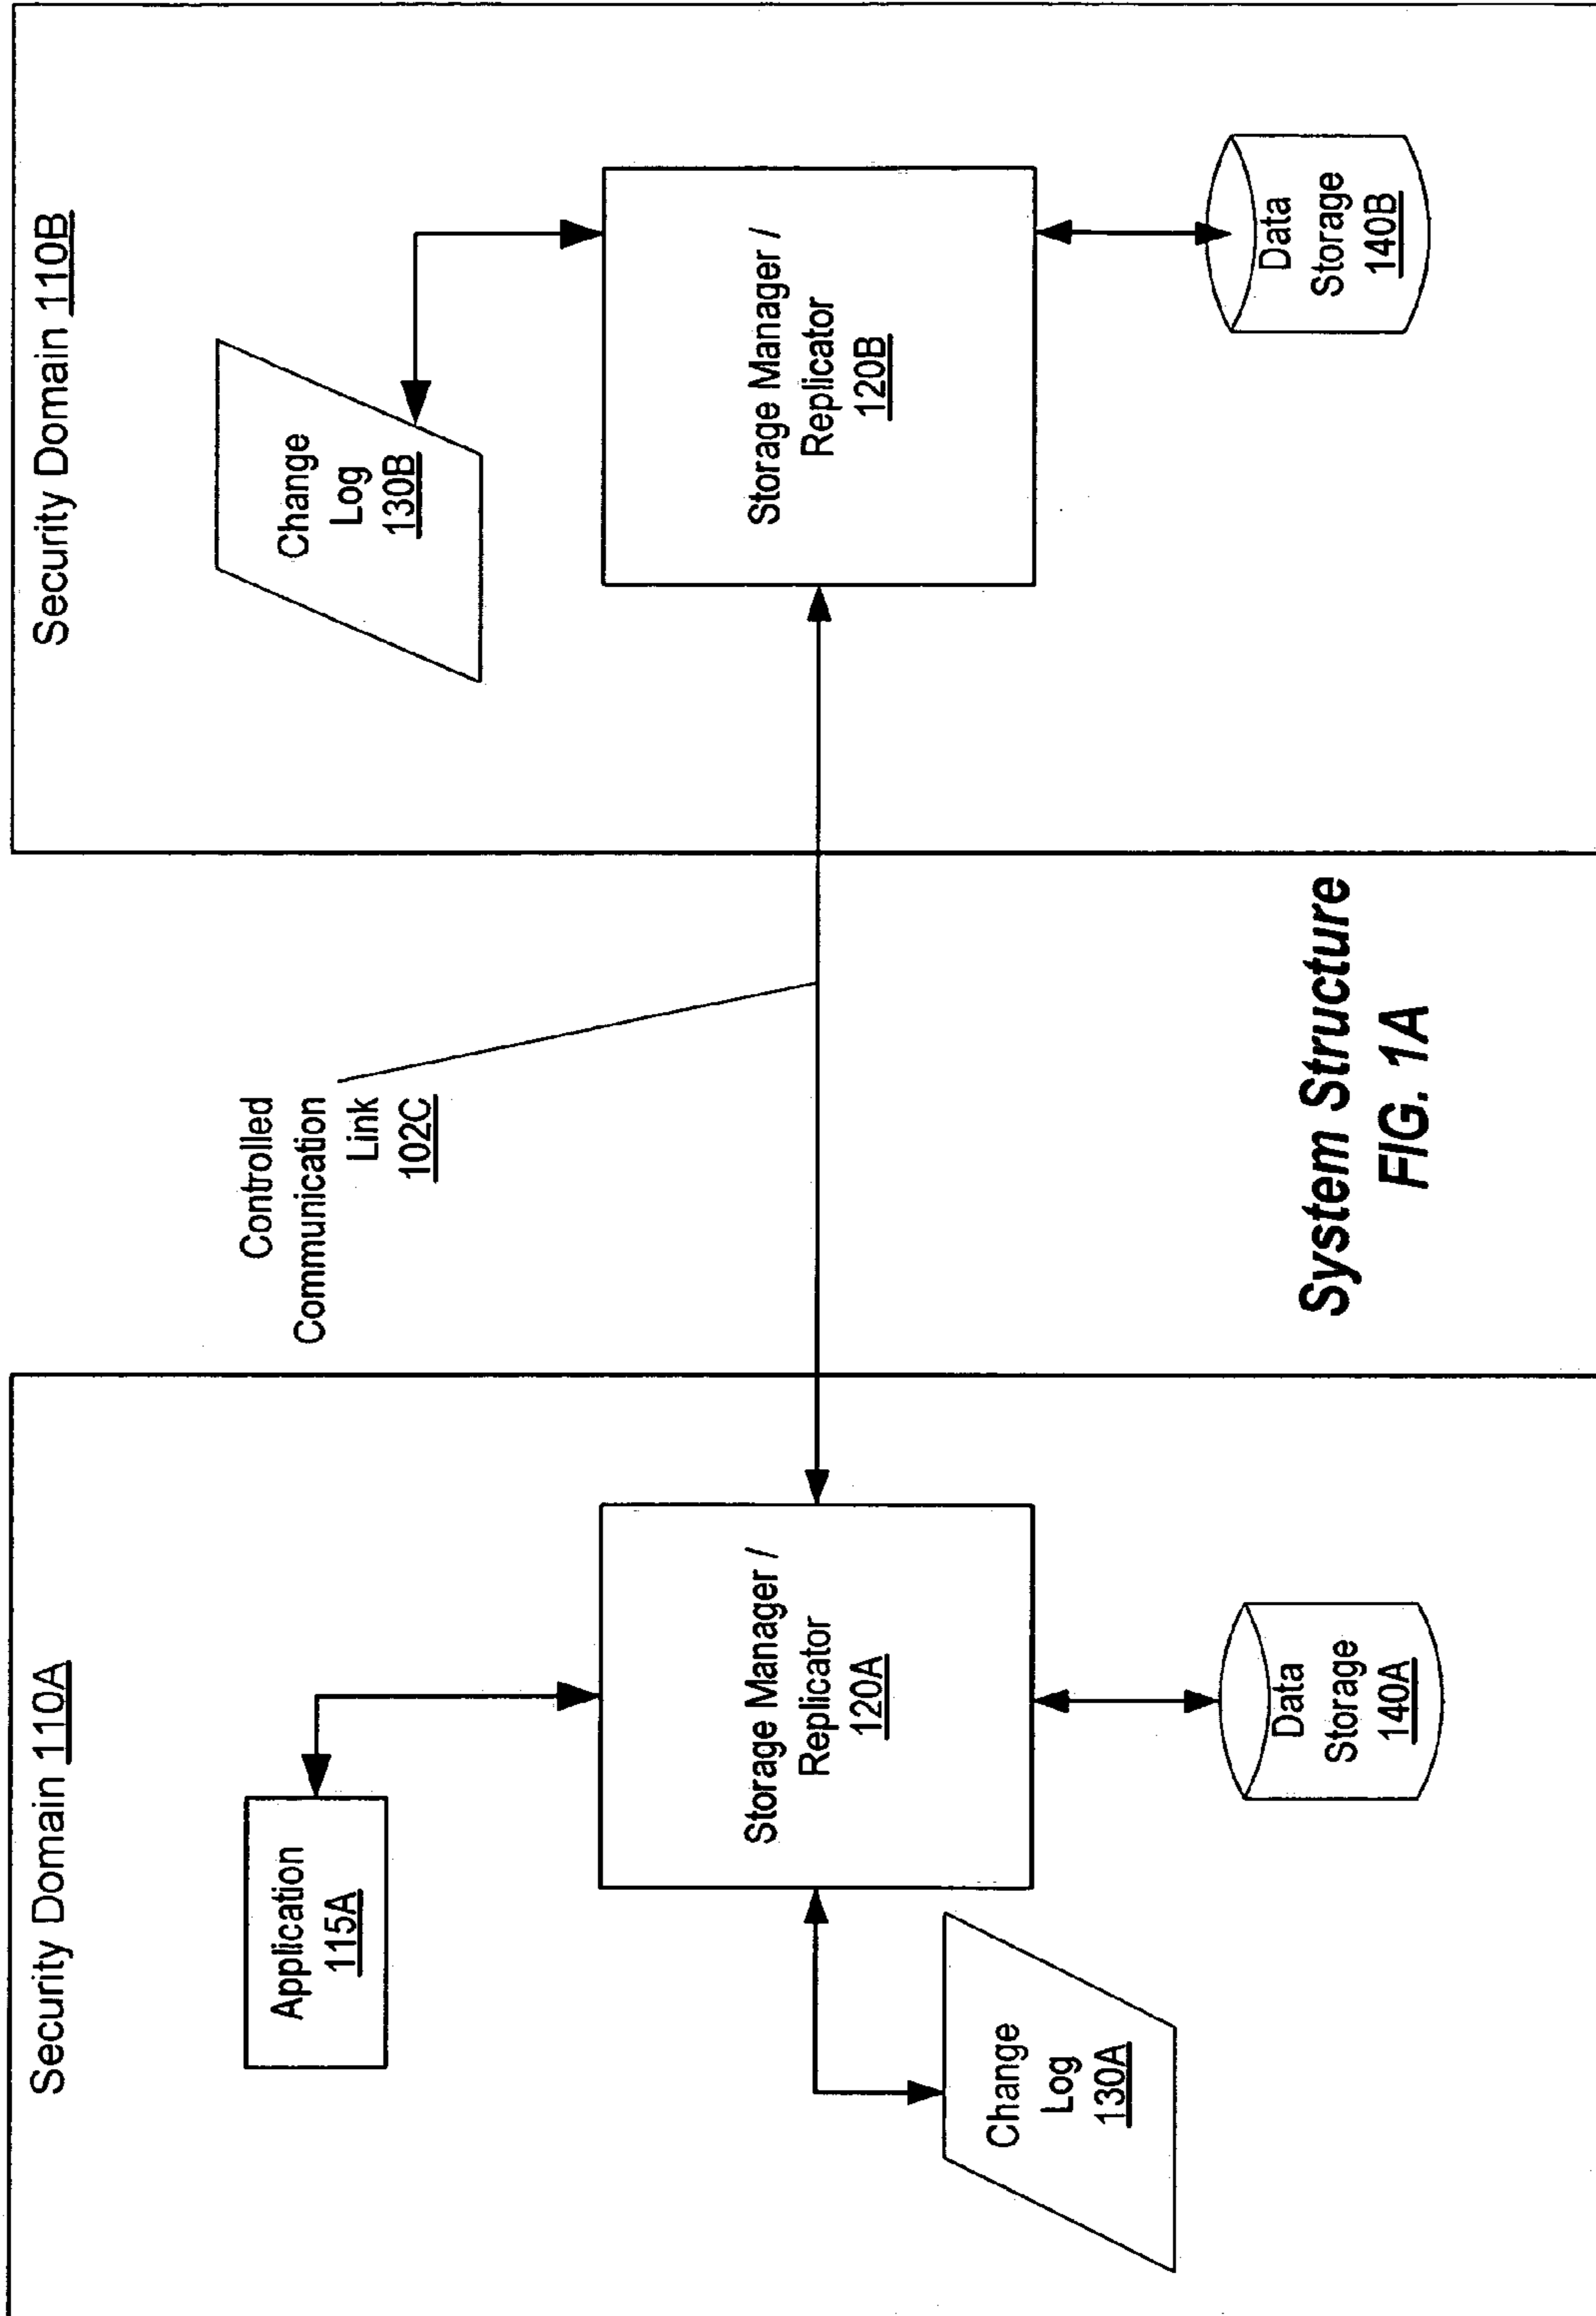 Security Domain 110A
Application
115A
Storage Manager /
Replicator
120A
Change
Log
130A
Data
Storage
140A
Controlled
Communication
Link
102C
Security Domain 110B
Change
Log
130B
Storage Manager /
Replicator
120B
Data
Storage
140B
System Structure
FIG. 1A